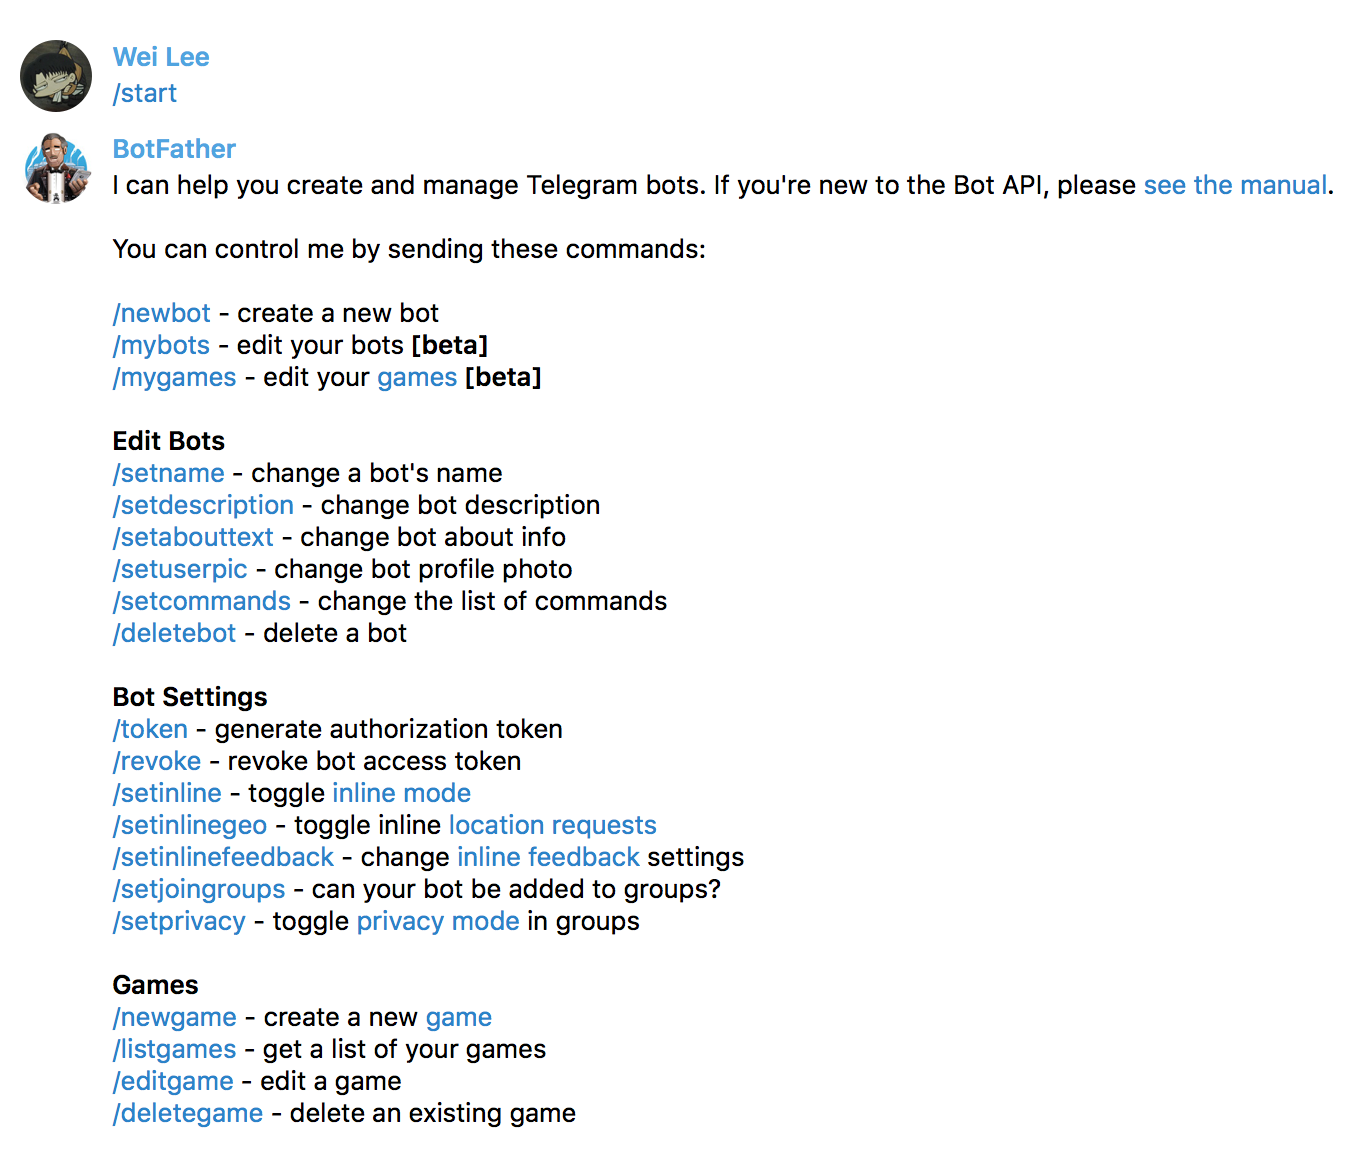 Wei Lee
/start
BotFather
I can help you create and manage Telegram bots. If you're new to the Bot API, please see the manual.
You can control me by sending these commands:
/newbot - create a new bot
/mybots - edit your bots [beta]
/mygames - edit your games [beta]
Edit Bots
/setname - change a bot's name
/setdescription - change bot description
/setabouttext - change bot about info
/setuserpic - change bot profile photo
/setcommands - change the list of commands
/deletebot - delete a bot
Bot Settings
/token - generate authorization token
/revoke - revoke bot access token
/setinline - toggle inline mode
/setinlinegeo - toggle inline location requests
/setinlinefeedback - change inline feedback settings
/setjoingroups - can your bot be added to groups?
/setprivacy - toggle privacy mode in groups
Games
/newgame - create a new game
/listgames - get a list of your games
/editgame - edit a game
/deletegame - delete an existing game